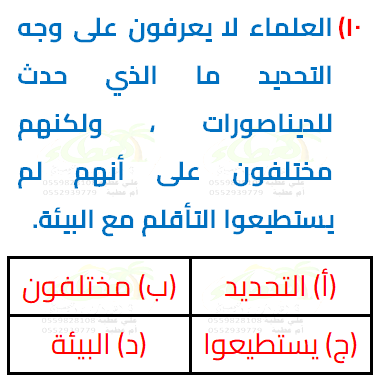 ١٠) العلماء لا يعرفون على وجه
التحديد ما الذي حدث
للديناصورات ، ولكنهم
مختلفون على أنهم لم
يستطيعوا التأقلم مع البيئة.
(أ) التحديد (ب) مختلفون
(ج) يستطيعوا (د) البيئة